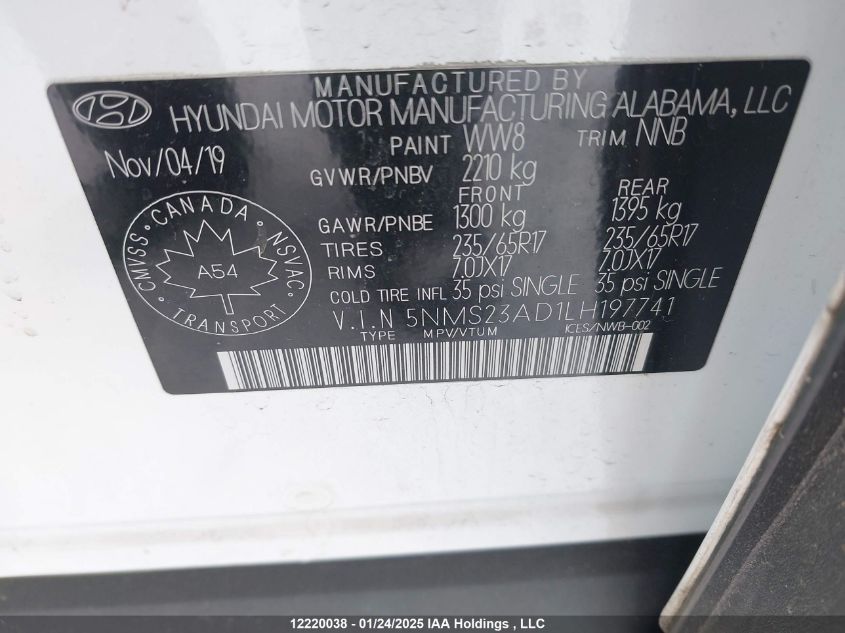 MANUFACTURED BY
HYUNDAI MOTOR MANUFACTURING ALABAMA, LLC
Nov/04/19
PAINT WW8 TRIM NNB
GVWR/PNBV 2210 kg
FRONT REAR
GAWR/PNBE 1300 kg 1395 kg
TIRES 235/65R17 235/65R17
RIMS 7.0JX17 7.0JX17
COLD TIRE INFL 35 psi SINGLE 35 psi SINGLE
V.I.N 5NMS23AD1LH197741
TYPE MPV/VTUM ICES/NWB-002
CANADA
CMVSS NSVAC
A54
TRANSPORT
12220038 - 01/24/2025 IAA Holdings , LLC